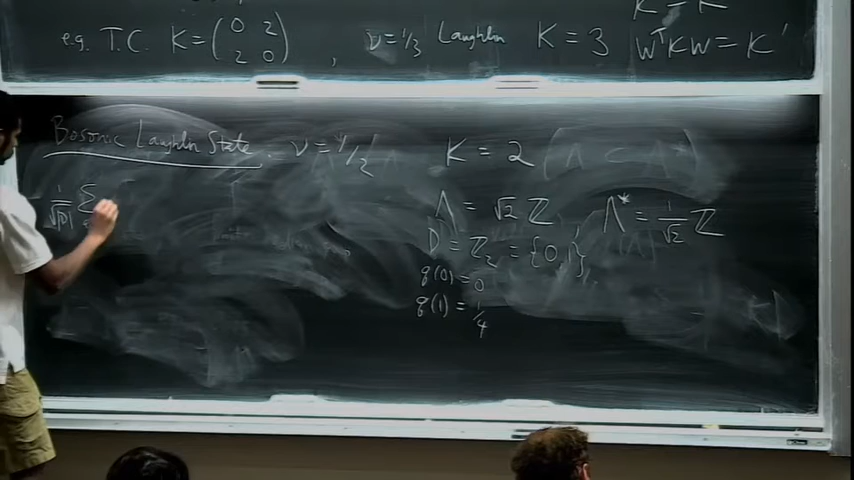 K = K
e.g. T.C. K = (0 2
2 0) , ν = 1/3 Laughlin K = 3 WᵀKW = K'
Bosonic Laughlin State. ν = 1/2 K = 2
1/√|D| Σ
Λ = √2 ℤ Λ* = 1/√2 ℤ
D = ℤ₂ = {0, 1}
q(0) = 0
q(1) = 1/4